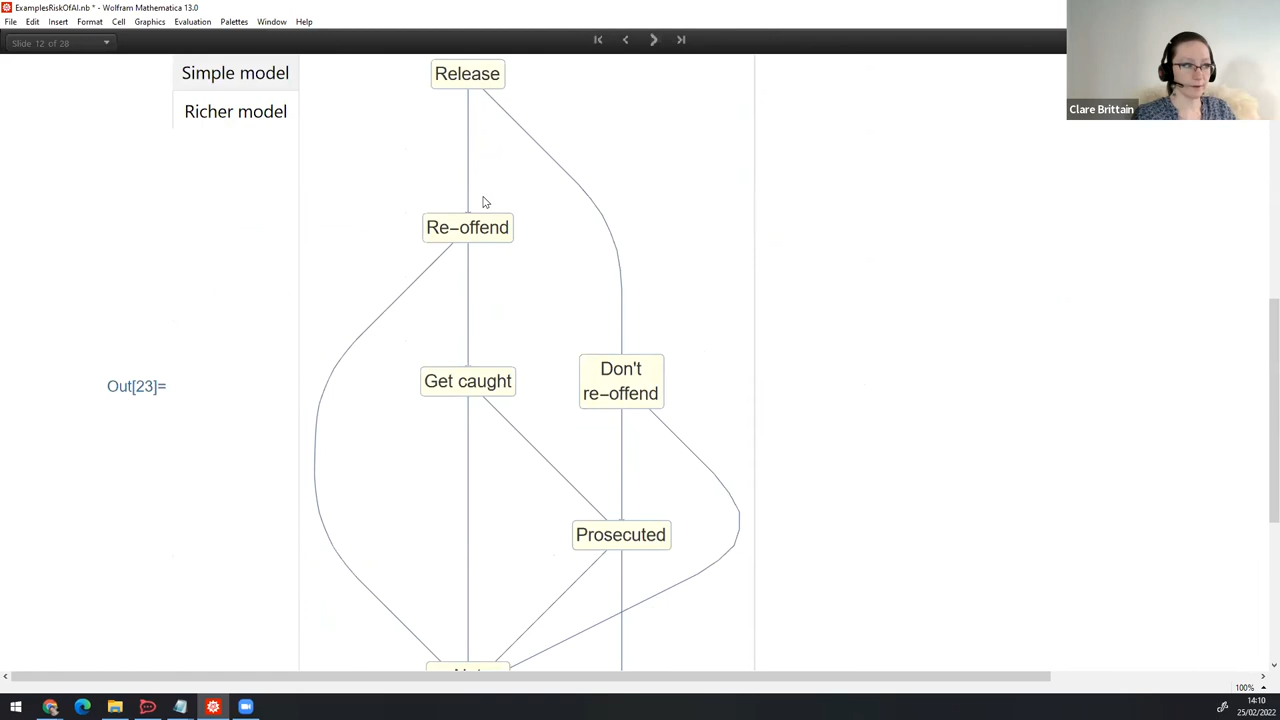 ExamplesRiskOfAI.nb * - Wolfram Mathematica 13.0
File Edit Insert Format Cell Graphics Evaluation Palettes Window Help
Slide 12 of 28
Clare Brittain
Simple model
Richer model
Release
Re-offend
Get caught
Don't
re-offend
Out[23]=
Prosecuted
100%
14:10
25/02/2022